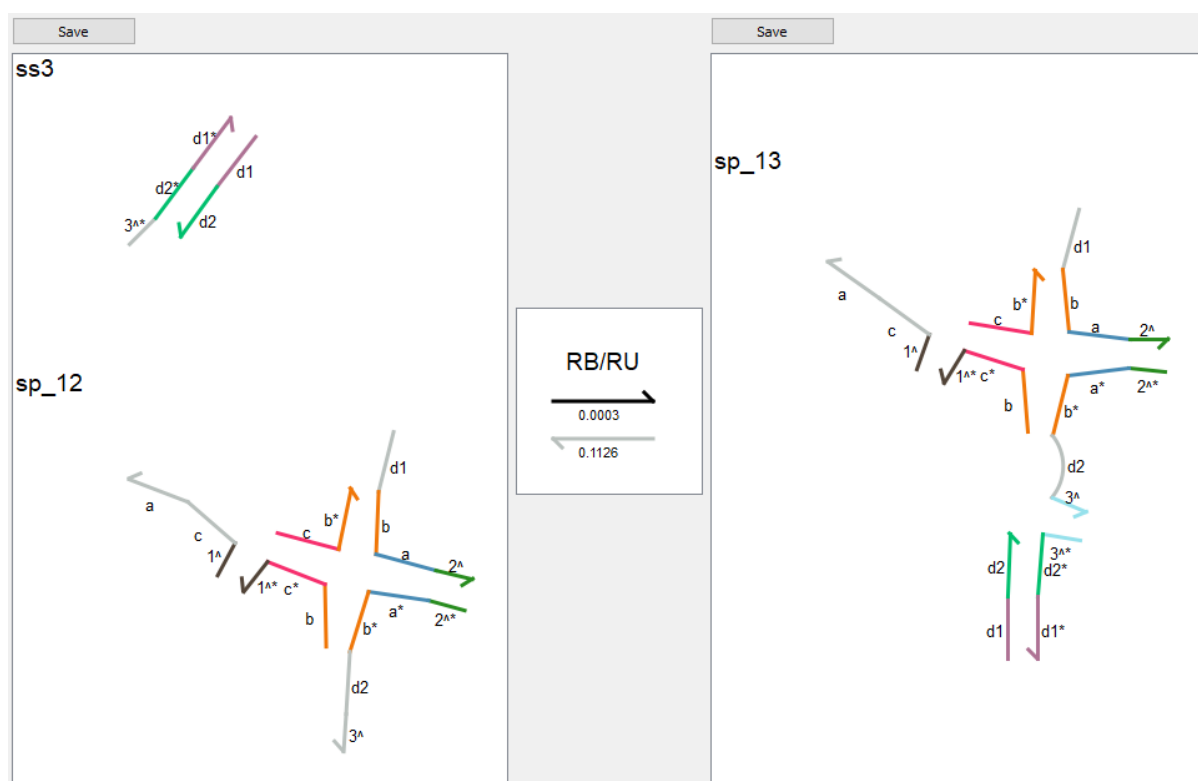 Save
ss3
d1*
d1
d2*
d2
3^*
sp_12
d1
a
b*
b
c
c
a
2^
1^
1^*
c*
b
b*
a*
2^*
d2
3^
RB/RU
0.0003
0.1126
Save
sp_13
d1
a
b*
b
c
c
a
2^
1^
1^*
c*
a*
2^*
b
b*
d2
3^
3^*
d2
d2*
d1
d1*